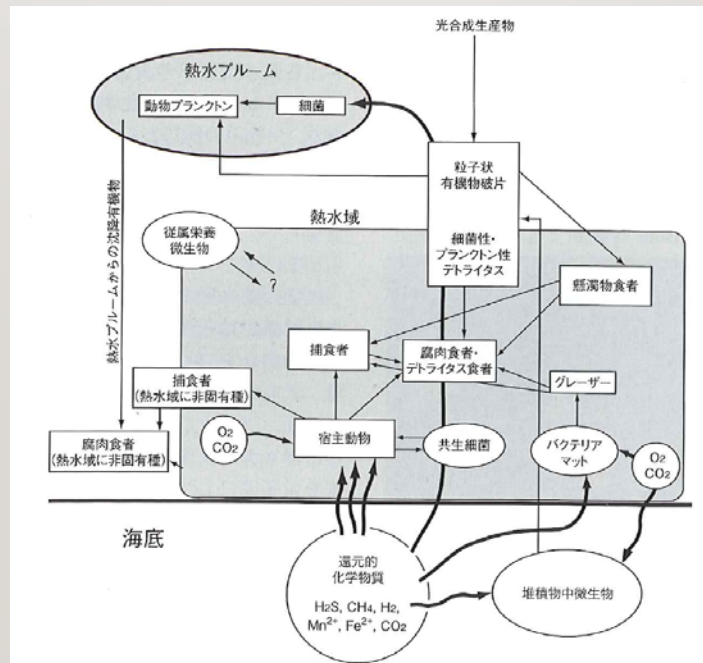 光合成生産物
熱水プルーム
動物プランクトン
細菌
熱水プルームからの沈降有機物
粒子状
有機物破片
細菌性・
プランクトン性
デトライタス
熱水域
従属栄養
微生物
?
懸濁物食者
捕食者
腐肉食者・
デトライタス食者
グレーザー
捕食者
(熱水域に非固有種)
腐肉食者
(熱水域に非固有種)
O2
CO2
宿主動物
共生細菌
バクテリア
マット
O2
CO2
海底
還元的
化学物質
H2S, CH4, H2,
Mn2+, Fe2+, CO2
堆積物中微生物